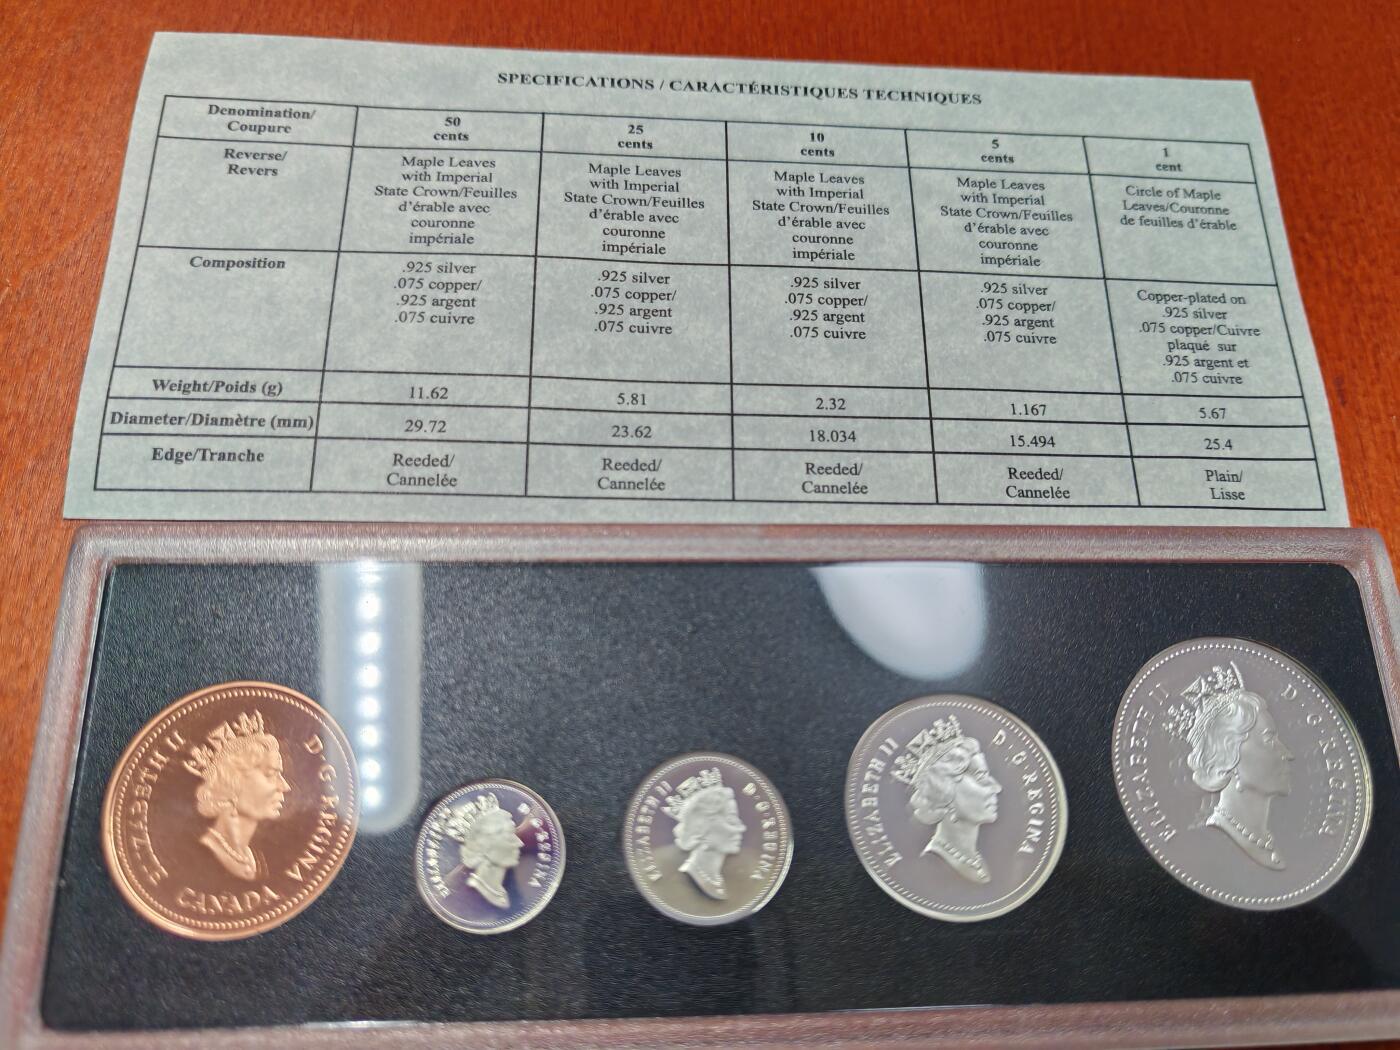 SPECIFICATIONS / CARACTÉRISTIQUES TECHNIQUES
Denomination/
Coupure
50
cents
25
cents
10
cents
5
cents
1
cent
Reverse/
Revers
Maple Leaves
with Imperial
State Crown/Feuilles
d'érable avec
couronne
impériale
Maple Leaves
with Imperial
State Crown/Feuilles
d'érable avec
couronne
impériale
Maple Leaves
with Imperial
State Crown/Feuilles
d'érable avec
couronne
impériale
Maple Leaves
with Imperial
State Crown/Feuilles
d'érable avec
couronne
impériale
Circle of Maple
Leaves/Couronne
de feuilles d'érable
Composition
.925 silver
.075 copper/
.925 argent
.075 cuivre
.925 silver
.075 copper/
.925 argent
.075 cuivre
.925 silver
.075 copper/
.925 argent
.075 cuivre
.925 silver
.075 copper/
.925 argent
.075 cuivre
Copper-plated on
.925 silver
.075 copper/Cuivre
plaqué sur
.925 argent et
.075 cuivre
Weight/Poids (g)
11.62
5.81
2.32
1.167
5.67
Diameter/Diamètre (mm)
29.72
23.62
18.034
15.494
25.4
Edge/Tranche
Reeded/
Cannelée
Reeded/
Cannelée
Reeded/
Cannelée
Reeded/
Cannelée
Plain/
Lisse
ELIZABETH II D·G·REGINA
CANADA
ELIZABETH II D·G·REGINA
ELIZABETH II D·G·REGINA
ELIZABETH II D·G·REGINA
ELIZABETH II D·G·REGINA